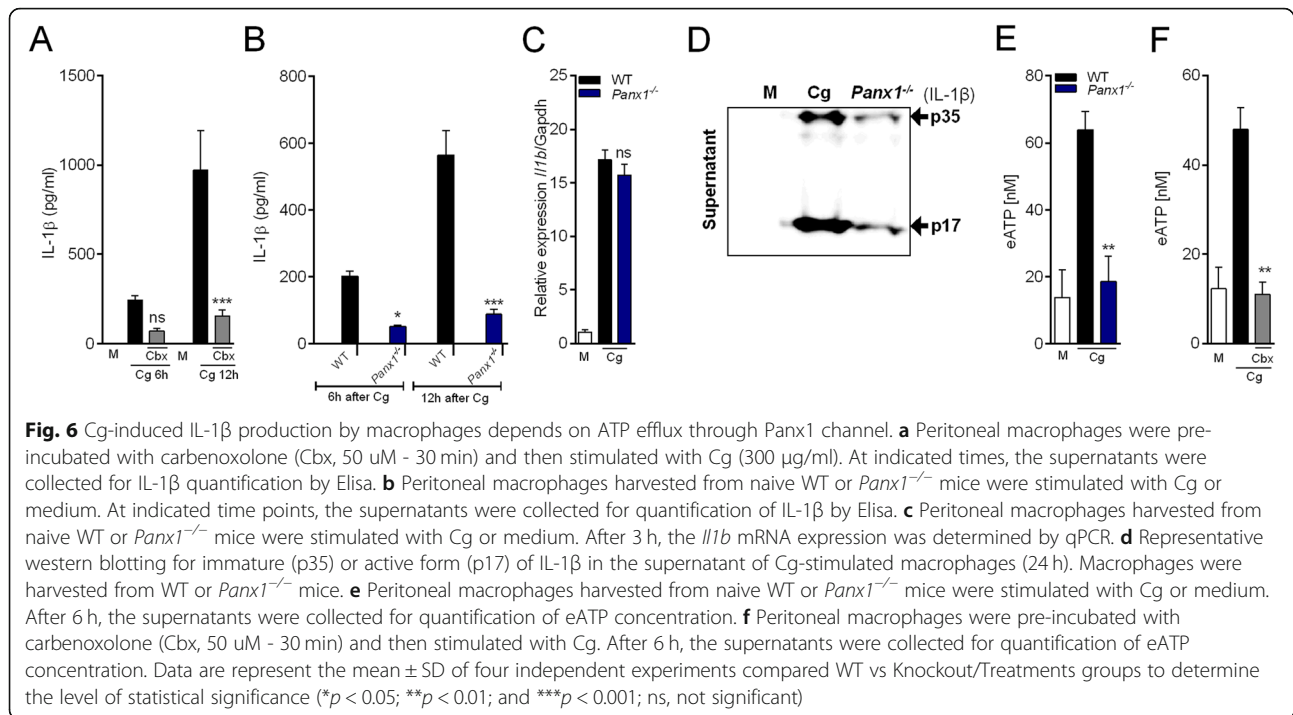 A
B
C
D
E
F
1500
1000
500
0
IL-1β (pg/ml)
ns
***
M
Cbx
M
Cbx
Cg 6h
Cg 12h
800
600
400
200
0
IL-1β (pg/ml)
*
***
WT
Panx1-/-
WT
Panx1-/-
6h after Cg
12h after Cg
WT
Panx1-/-
25
20
15
10
5
0
Relative expression Il1b/Gapdh
ns
M
Cg
M Cg Panx1-/- (IL-1β)
Supernatant
p35
p17
WT
Panx1-/-
80
60
40
20
0
eATP [nM]
**
M
Cg
60
40
20
0
eATP [nM]
**
M
Cbx
Cg
Fig. 6 Cg-induced IL-1β production by macrophages depends on ATP efflux through Panx1 channel. a Peritoneal macrophages were pre-
incubated with carbenoxolone (Cbx, 50 uM - 30 min) and then stimulated with Cg (300 μg/ml). At indicated times, the supernatants were
collected for IL-1β quantification by Elisa. b Peritoneal macrophages harvested from naive WT or Panx1−/− mice were stimulated with Cg or
medium. At indicated time points, the supernatants were collected for quantification of IL-1β by Elisa. c Peritoneal macrophages harvested from
naive WT or Panx1−/− mice were stimulated with Cg or medium. After 3 h, the Il1b mRNA expression was determined by qPCR. d Representative
western blotting for immature (p35) or active form (p17) of IL-1β in the supernatant of Cg-stimulated macrophages (24 h). Macrophages were
harvested from WT or Panx1−/− mice. e Peritoneal macrophages harvested from naive WT or Panx1−/− mice were stimulated with Cg or medium.
After 6 h, the supernatants were collected for quantification of eATP concentration. f Peritoneal macrophages were pre-incubated with
carbenoxolone (Cbx, 50 uM - 30 min) and then stimulated with Cg. After 6 h, the supernatants were collected for quantification of eATP
concentration. Data are represent the mean ± SD of four independent experiments compared WT vs Knockout/Treatments groups to determine
the level of statistical significance (*p < 0.05; **p < 0.01; and ***p < 0.001; ns, not significant)